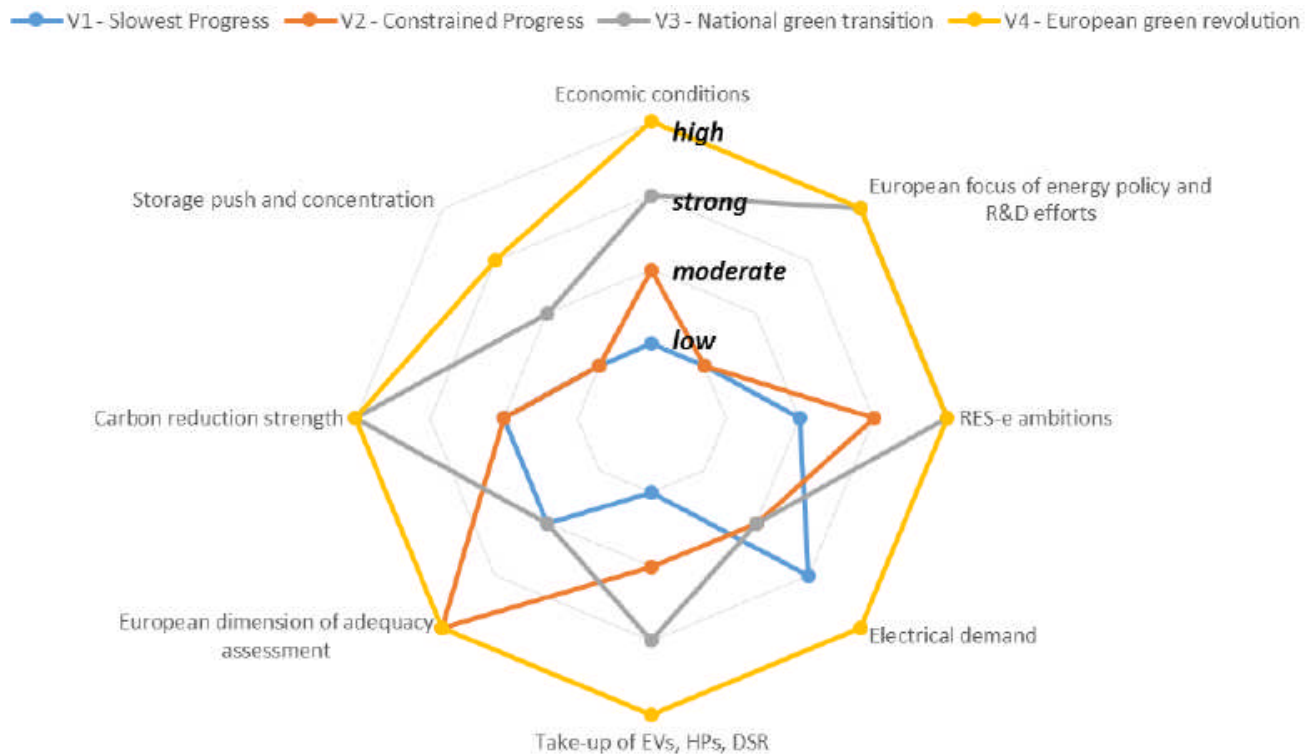 V1 - Slowest Progress V2 - Constrained Progress V3 - National green transition V4 - European green revolution
Economic conditions
high
Storage push and concentration
European focus of energy policy and
R&D efforts
strong
moderate
low
Carbon reduction strength
RES-e ambitions
European dimension of adequacy
assessment
Electrical demand
Take-up of EVs, HPs, DSR